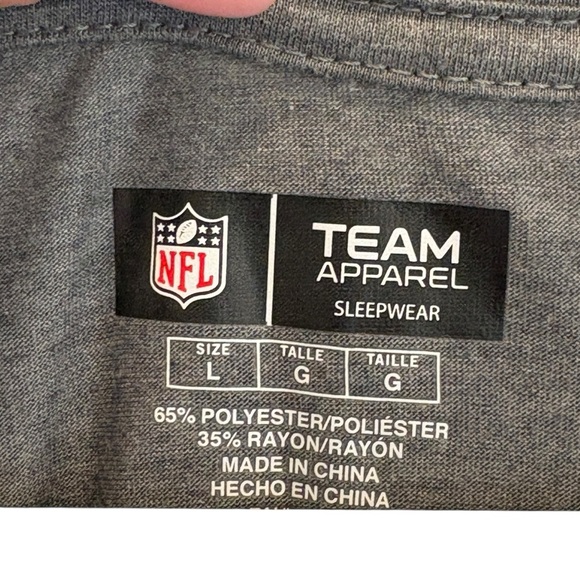 NFL
TEAM
APPAREL
SLEEPWEAR
SIZE TALLE TAILLE
L G G
65% POLYESTER/POLIÉSTER
35% RAYON/RAYÓN
MADE IN CHINA
HECHO EN CHINA